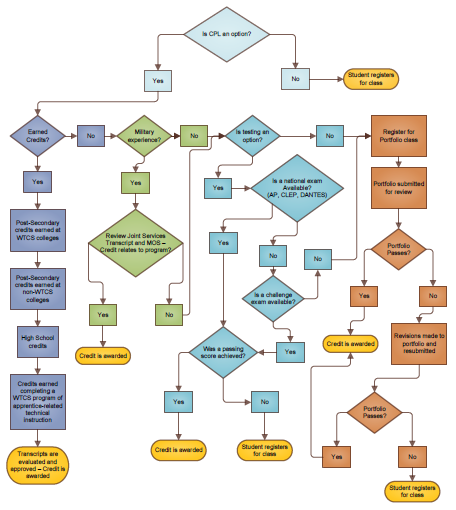 Is CPL an option?
Yes
No
Student registers
for class
Earned
Credits?
No
Military
experience?
No
Is testing an
option?
No
Register for
Portfolio class
Yes
Yes
Yes
Is a national exam
Available?
(AP, CLEP, DANTES)
Portfolio submitted
for review
Post-Secondary
credits earned at
WTCS colleges
Review Joint Services
Transcript and MOS –
Credit relates to program?
Yes
No
No
Portfolio
Passes?
Post-Secondary
credits earned at
non-WTCS
colleges
Yes
No
Is a challenge
exam available?
Yes
No
High School
credits
Credit is awarded
Was a passing
score achieved?
Yes
Credit is awarded
Revisions made to
portfolio and
resubmitted
Credits earned
completing a
WTCS program of
apprentice-related
technical
instruction
Yes
No
Portfolio
Passes?
Transcripts are
evaluated and
approved – Credit is
awarded
Credit is awarded
Student registers
for class
Yes
No
Student registers
for class